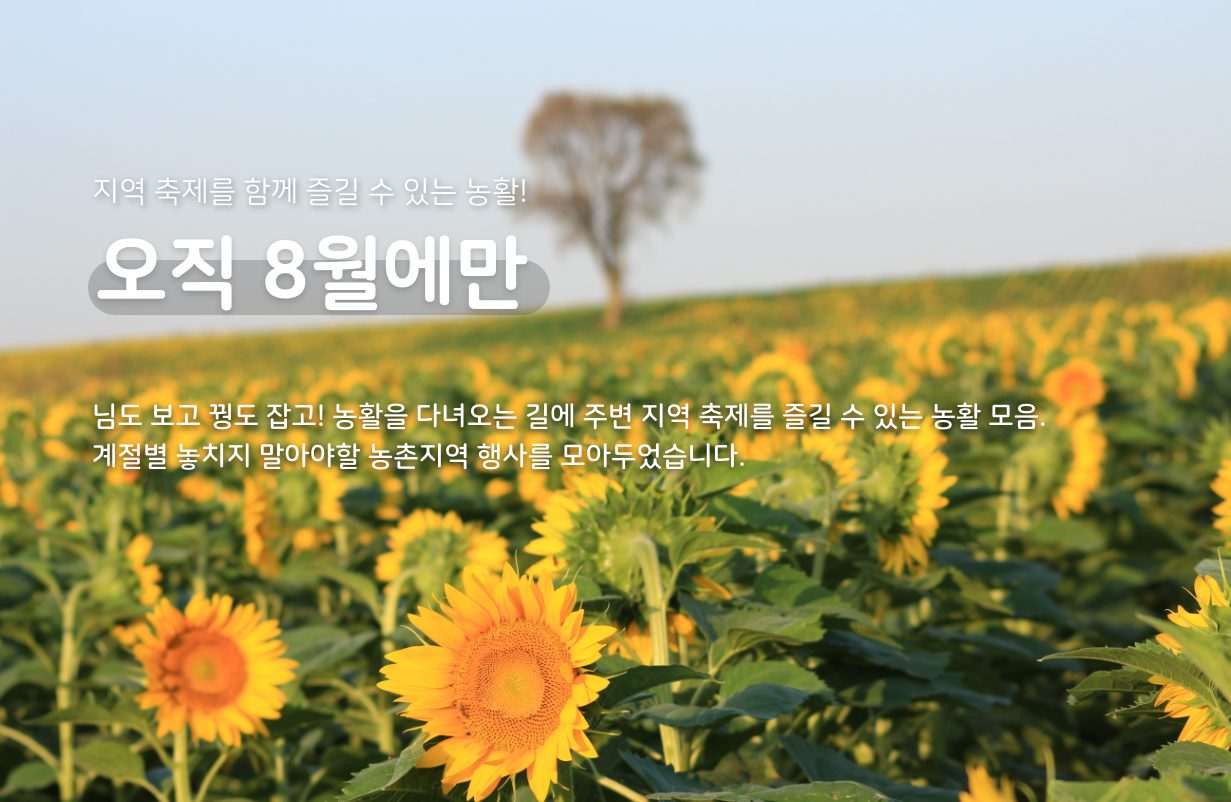 지역 축제를 함께 즐길 수 있는 농활!
오직 8월에만
님도 보고 꿩도 잡고! 농활을 다녀오는 길에 주변 지역 축제를 즐길 수 있는 농활 모음.
계절별 놓치지 말아야할 농촌지역 행사를 모아두었습니다.